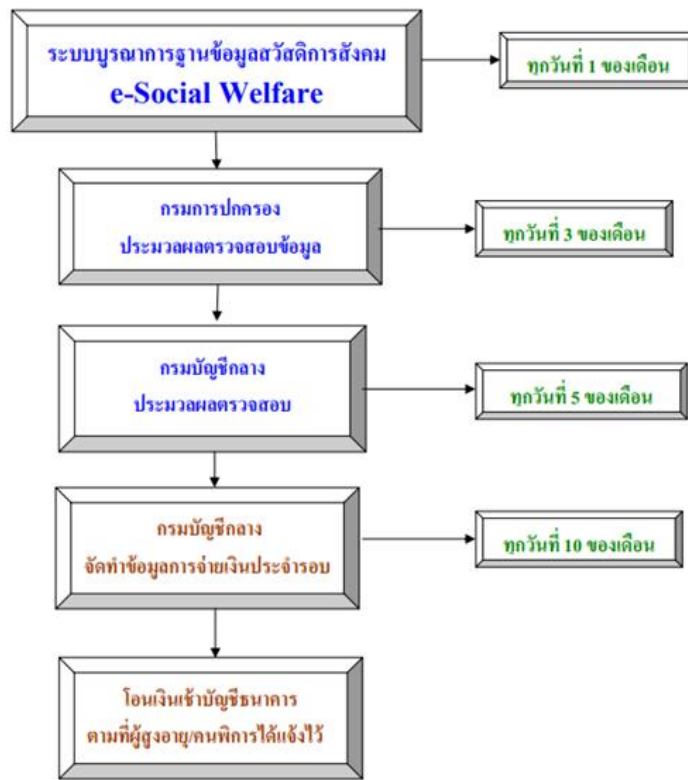 ระบบบูรณาการฐานข้อมูลสวัสดิการสังคม
e-Social Welfare
ทุกวันที่ 1 ของเดือน
กรมการปกครอง
ประมวลผลตรวจสอบข้อมูล
ทุกวันที่ 3 ของเดือน
กรมบัญชีกลาง
ประมวลผลตรวจสอบ
ทุกวันที่ 5 ของเดือน
กรมบัญชีกลาง
จัดทำข้อมูลการจ่ายเงินประจำรอบ
ทุกวันที่ 10 ของเดือน
โอนเงินเข้าบัญชีธนาคาร
ตามที่ผู้สูงอายุ/คนพิการได้แจ้งไว้